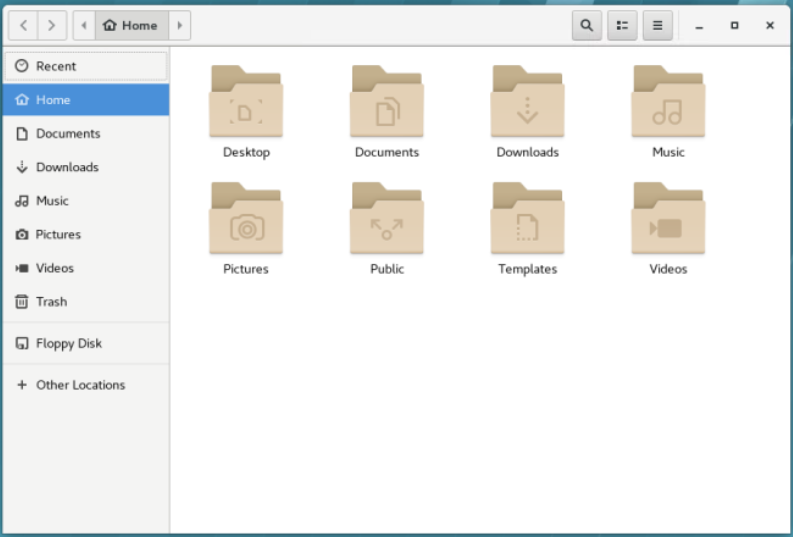 Home
Recent
Home
Documents
Downloads
Music
Pictures
Videos
Trash
Floppy Disk
+ Other Locations
Desktop Documents Downloads Music
Pictures Public Templates Videos